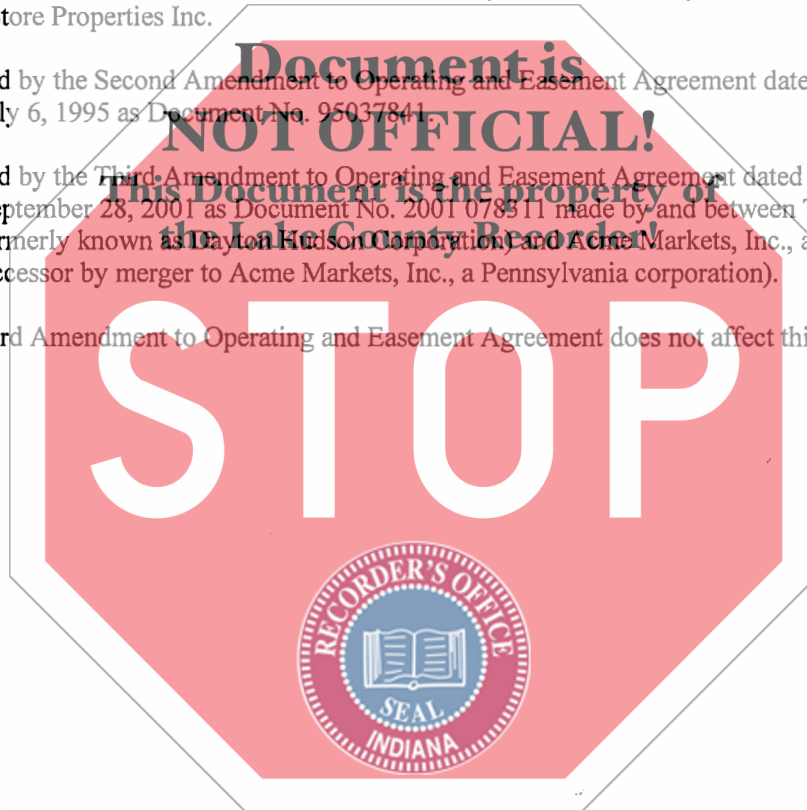 tore Properties Inc.
Document is
d by the Second Amendment to Operating and Easement Agreement date
ly 6, 1995 as Document No. 95037841.
NOT OFFICIAL!
d by the Third Amendment to Operating and Easement Agreement dated
This Document is the property of
eptember 28, 2001 as Document No. 2001 078311 made by and between
the Lake County Recorder!
rmerly known as Dayton Hudson Corporation) and Acme Markets, Inc., a
ccessor by merger to Acme Markets, Inc., a Pennsylvania corporation).
rd Amendment to Operating and Easement Agreement does not affect thi
STOP
RECORDER'S OFFICE
SEAL
INDIANA